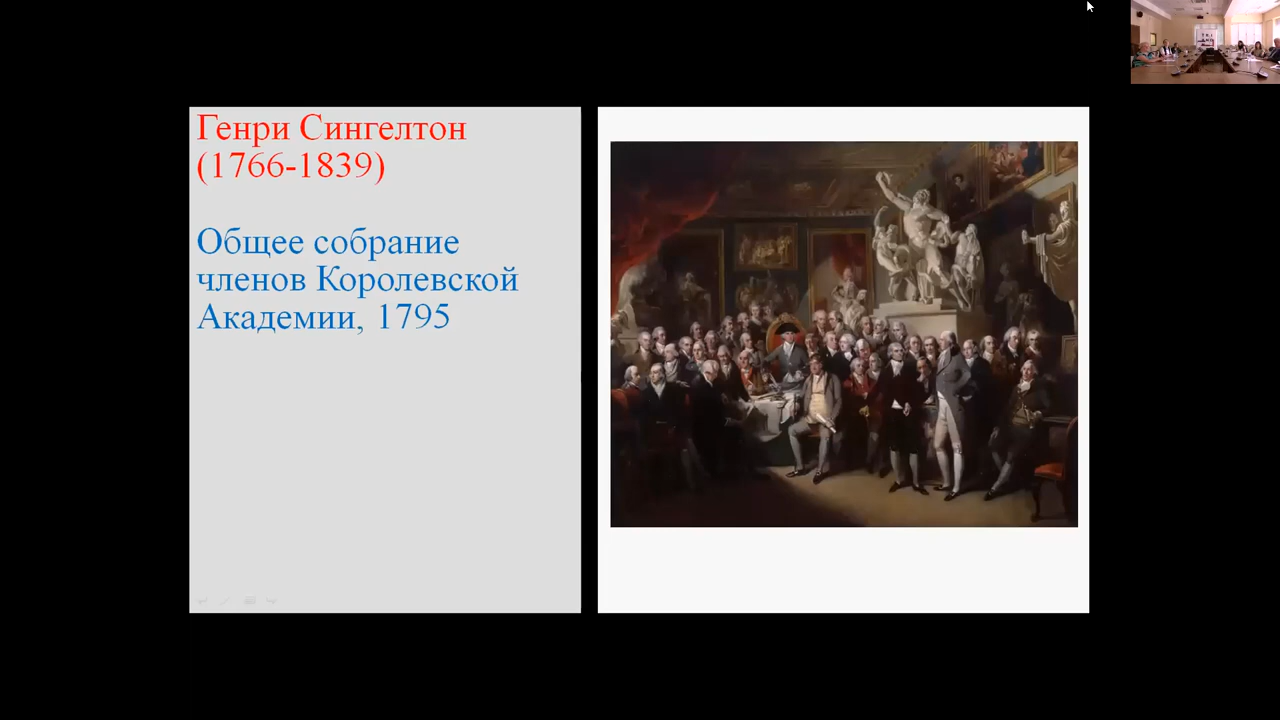 Генри Сингелтон
(1766-1839)
Общее собрание
членов Королевской
Академии, 1795